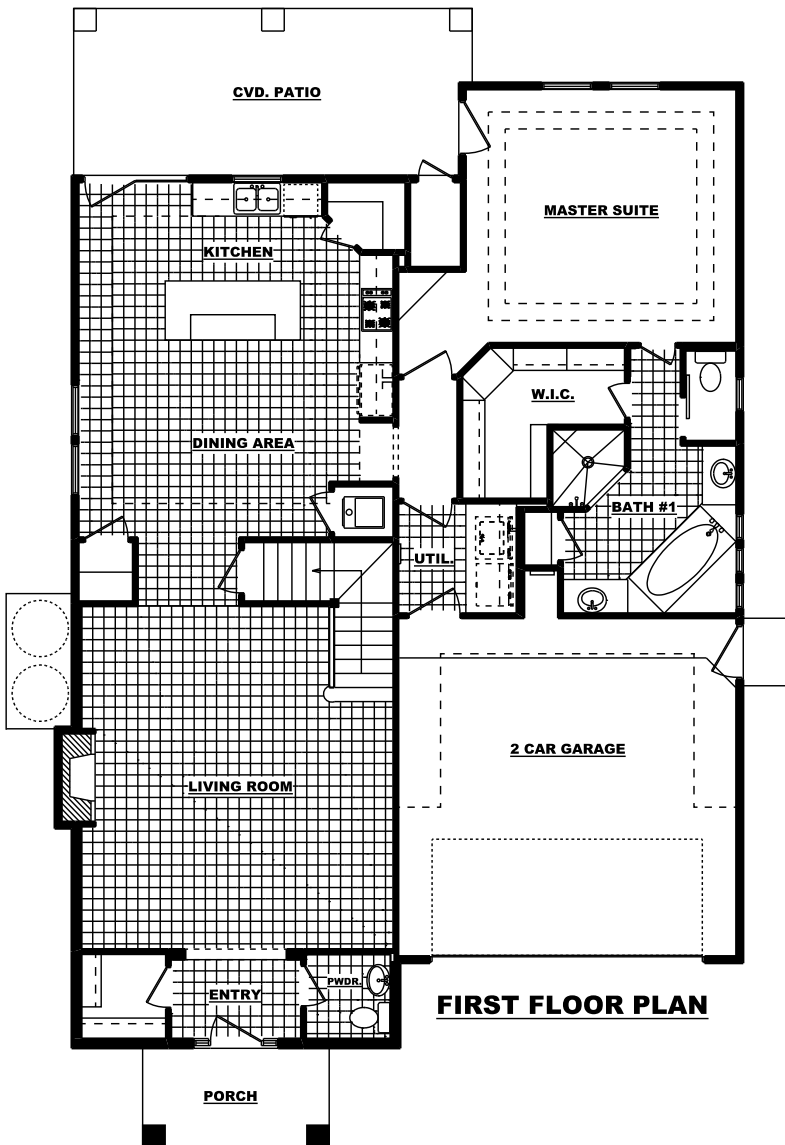 CVD. PATIO
MASTER SUITE
KITCHEN
W.I.C.
DINING AREA
BATH #1
UTIL.
2 CAR GARAGE
LIVING ROOM
PWDR.
ENTRY
FIRST FLOOR PLAN
PORCH